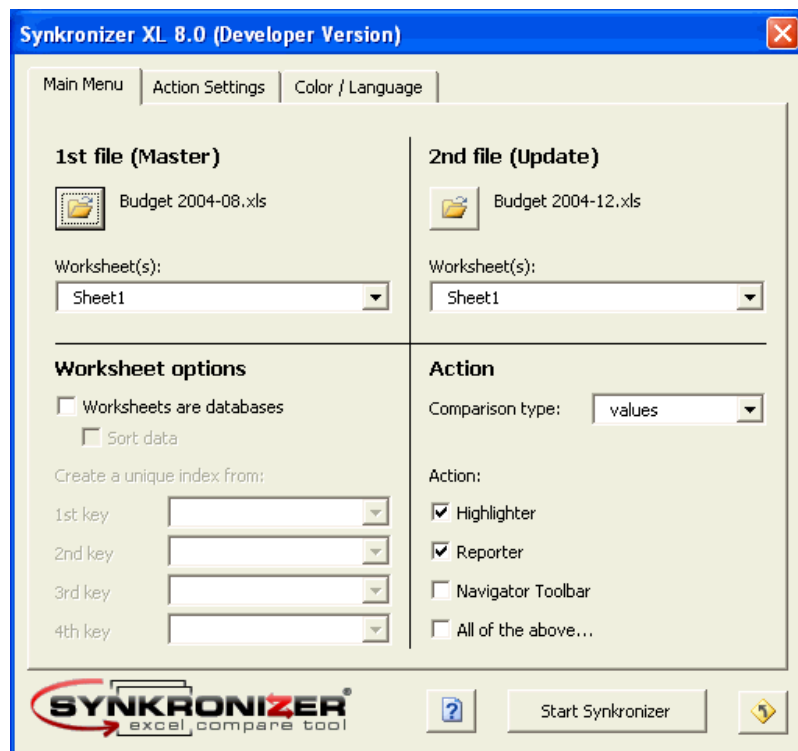 Synkronizer XL 8.0 (Developer Version)
Main Menu
Action Settings
Color / Language
1st file (Master)
Budget 2004-08.xls
Worksheet(s):
Sheet1
2nd file (Update)
Budget 2004-12.xls
Worksheet(s):
Sheet1
Worksheet options
Worksheets are databases
Sort data
Create a unique index from:
1st key
2nd key
3rd key
4th key
Action
Comparison type:
values
Action:
Highlighter
Reporter
Navigator Toolbar
All of the above...
SYNKRONIZER®
excel compare tool
?
Start Synkronizer